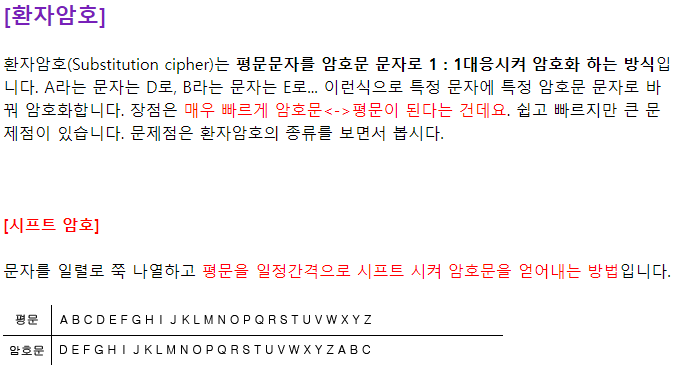 [환자암호]
환자암호(Substitution cipher)는 평문문자를 암호문 문자로 1 : 1대응시켜 암호화 하는 방식입
니다. A라는 문자는 D로, B라는 문자는 E로... 이런식으로 특정 문자에 특정 암호문 문자로 바
꿔 암호화합니다. 장점은 매우 빠르게 암호문<->평문이 된다는 건데요. 쉽고 빠르지만 큰 문
제점이 있습니다. 문제점은 환자암호의 종류를 보면서 봅시다.
[시프트 암호]
문자를 일렬로 쭉 나열하고 평문을 일정간격으로 시프트 시켜 암호문을 얻어내는 방법입니다.
평문 A B C D E F G H I J K L M N O P Q R S T U V W X Y Z
암호문 D E F G H I J K L M N O P Q R S T U V W X Y Z A B C